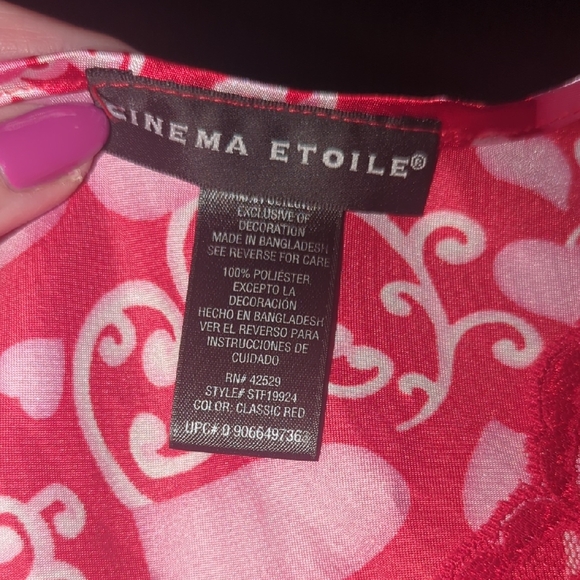 CINEMA ETOILE®
EXCLUSIVE OF
DECORATION
MADE IN BANGLADESH
SEE REVERSE FOR CARE
100% POLIÉSTER
EXCEPTO LA
DECORACIÓN
HECHO EN BANGLADESH
VER EL REVERSO PARA
INSTRUCCIONES DE
CUIDADO
RN# 42529
STYLE# STF19924
COLOR: CLASSIC RED
UPC# 0 906649736